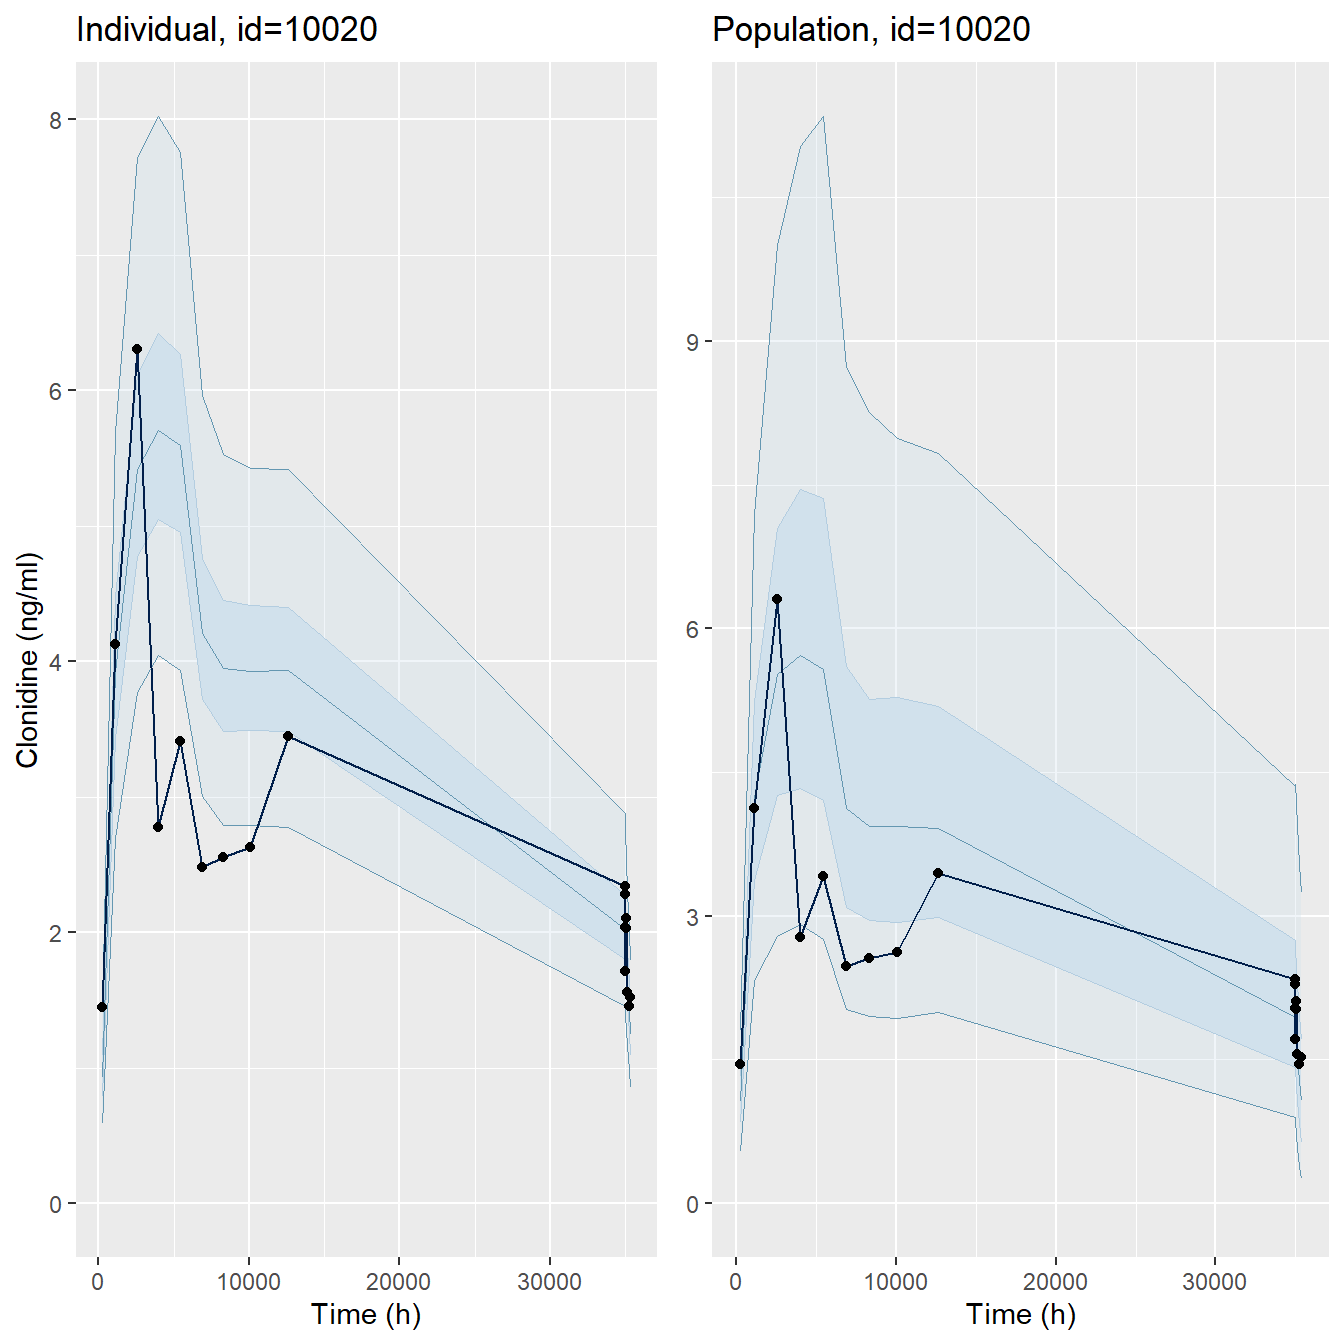 Individual, id=10020
Clonidine (ng/ml)
8
6
4
2
0
0 10000 20000 30000
Time (h)
Population, id=10020
9
6
3
0
0 10000 20000 30000
Time (h)